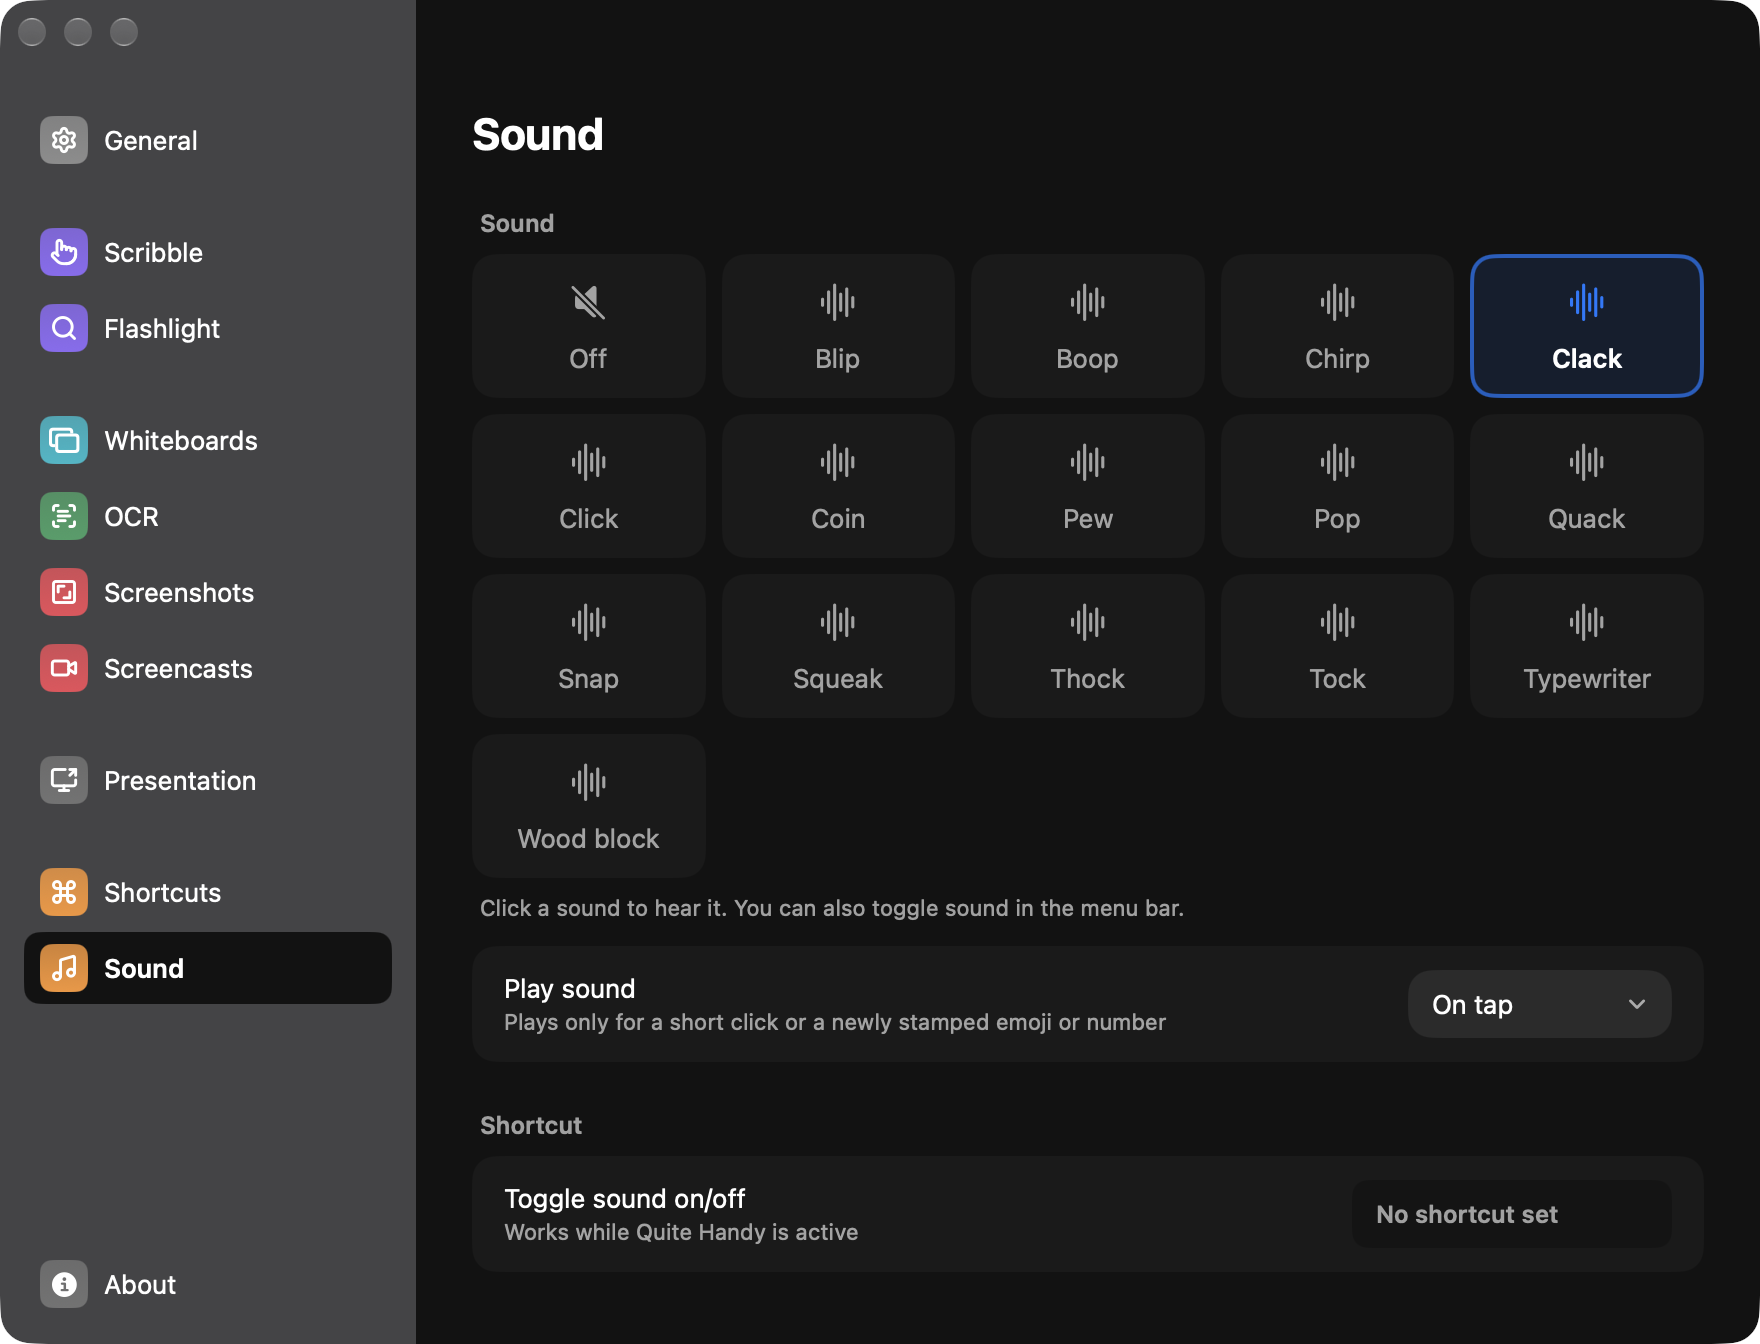 General
Scribble
Flashlight
Whiteboards
OCR
Screenshots
Screencasts
Presentation
Shortcuts
Sound
About
Sound
Sound
Off
Blip
Boop
Chirp
Clack
Click
Coin
Pew
Pop
Quack
Snap
Squeak
Thock
Tock
Typewriter
Wood block
Click a sound to hear it. You can also toggle sound in the menu bar.
Play sound
Plays only for a short click or a newly stamped emoji or number
On tap
Shortcut
Toggle sound on/off
Works while Quite Handy is active
No shortcut set